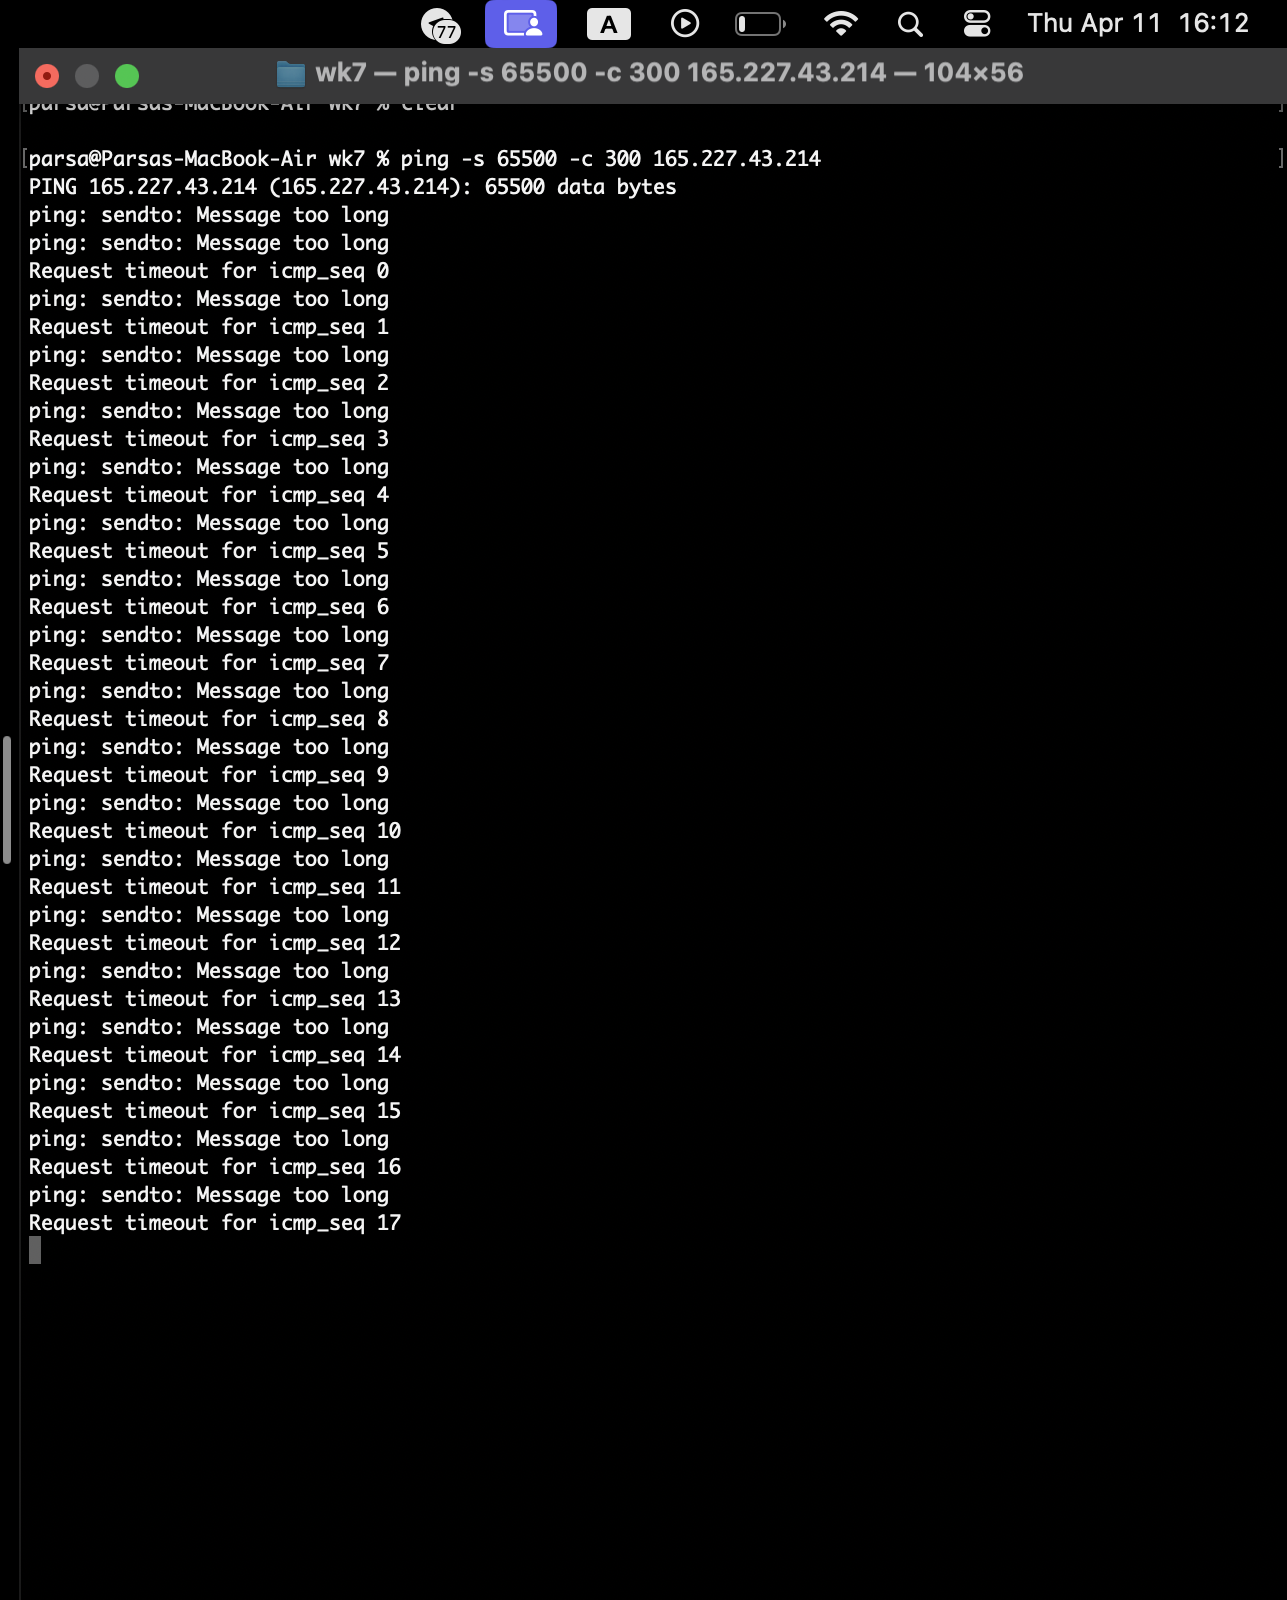 77
A
Thu Apr 11 16:12
wk7 — ping -s 65500 -c 300 165.227.43.214 — 104×56
[parsa@Parsas-MacBook-Air wk7 % clear ]
[parsa@Parsas-MacBook-Air wk7 % ping -s 65500 -c 300 165.227.43.214 ]
PING 165.227.43.214 (165.227.43.214): 65500 data bytes
ping: sendto: Message too long
ping: sendto: Message too long
Request timeout for icmp_seq 0
ping: sendto: Message too long
Request timeout for icmp_seq 1
ping: sendto: Message too long
Request timeout for icmp_seq 2
ping: sendto: Message too long
Request timeout for icmp_seq 3
ping: sendto: Message too long
Request timeout for icmp_seq 4
ping: sendto: Message too long
Request timeout for icmp_seq 5
ping: sendto: Message too long
Request timeout for icmp_seq 6
ping: sendto: Message too long
Request timeout for icmp_seq 7
ping: sendto: Message too long
Request timeout for icmp_seq 8
ping: sendto: Message too long
Request timeout for icmp_seq 9
ping: sendto: Message too long
Request timeout for icmp_seq 10
ping: sendto: Message too long
Request timeout for icmp_seq 11
ping: sendto: Message too long
Request timeout for icmp_seq 12
ping: sendto: Message too long
Request timeout for icmp_seq 13
ping: sendto: Message too long
Request timeout for icmp_seq 14
ping: sendto: Message too long
Request timeout for icmp_seq 15
ping: sendto: Message too long
Request timeout for icmp_seq 16
ping: sendto: Message too long
Request timeout for icmp_seq 17